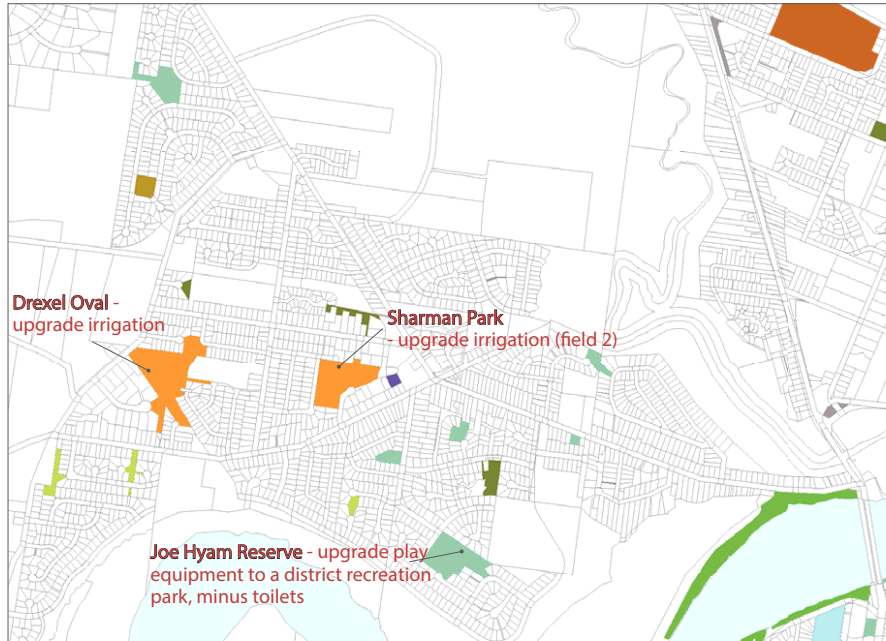 Drexel Oval -
upgrade irrigation
Sharman Park
- upgrade irrigation (field 2)
Joe Hyam Reserve - upgrade play
equipment to a district recreation
park, minus toilets